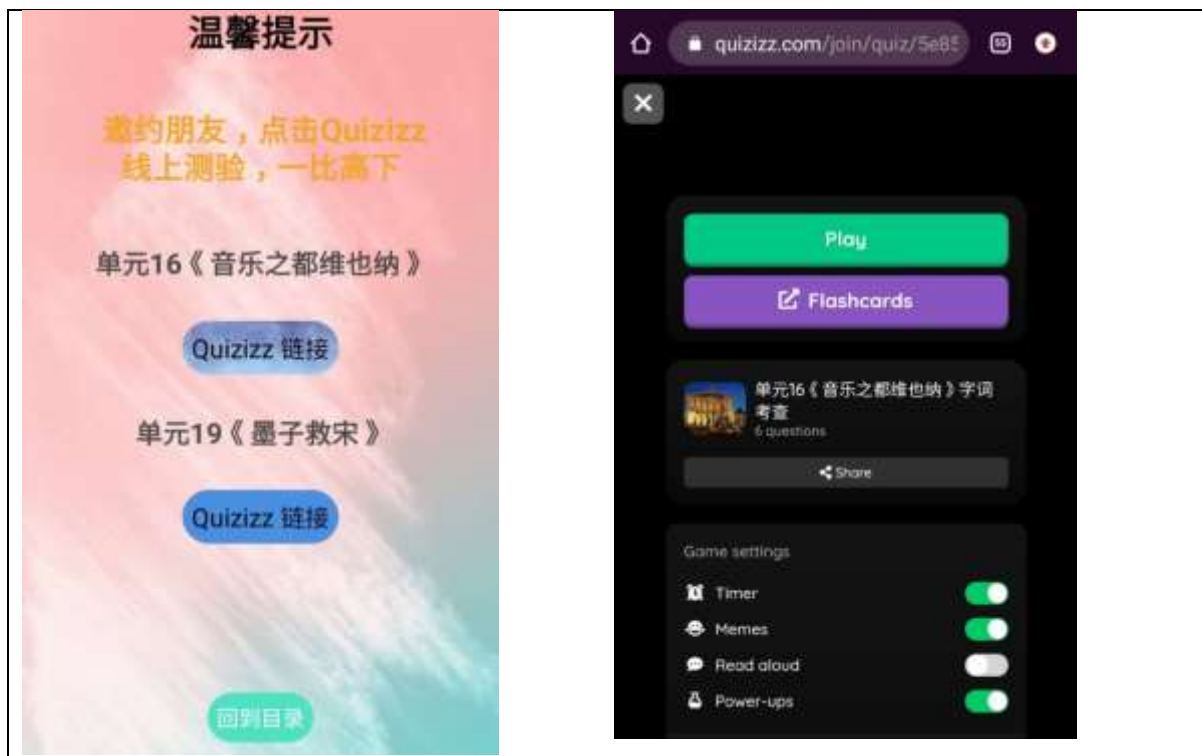 温馨提示
邀约朋友，点击Quizizz
线上测验，一比高下
单元16《音乐之都维也纳》
Quizizz 链接
单元19《墨子救宋》
Quizizz 链接
回到目录
quizizz.com/join/quiz/5e85
55
Play
Flashcards
单元16《音乐之都维也纳》字词
考查
6 questions
Share
Game settings
Timer
Memes
Read aloud
Power-ups